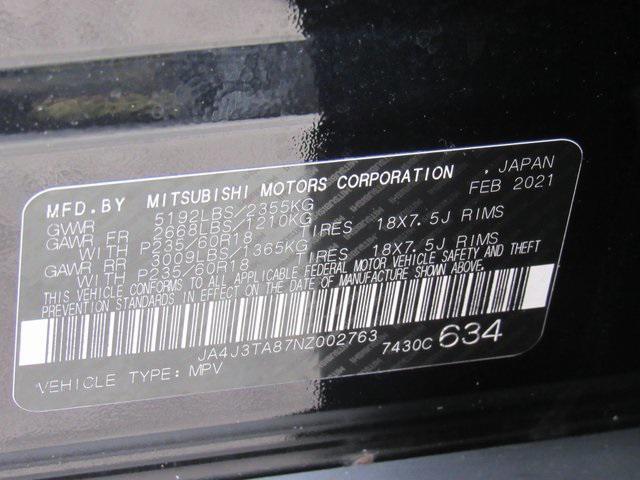 MFD.BY MITSUBISHI MOTORS CORPORATION, JAPAN
GVWR 5192LBS/2355KG FEB 2021
GAWR FR 2668LBS/1210KG
WITH P235/60R18 TIRES 18X7.5J RIMS
GAWR RR 3009LBS/1365KG
WITH P235/60R18 TIRES 18X7.5J RIMS
THIS VEHICLE CONFORMS TO ALL APPLICABLE FEDERAL MOTOR VEHICLE SAFETY AND THEFT
PREVENTION STANDARDS IN EFFECT ON THE DATE OF MANUFACTURE SHOWN ABOVE.
JA4J3TA87NZ002763 7430C 634
VEHICLE TYPE: MPV